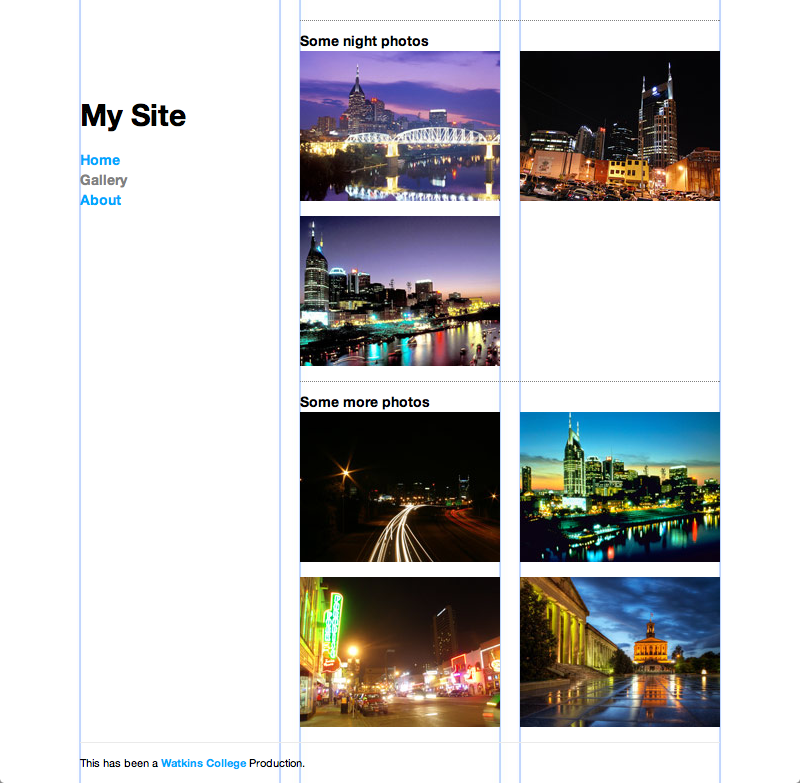 My Site
Home
Gallery
About
Some night photos
Some more photos
This has been a Watkins College Production.